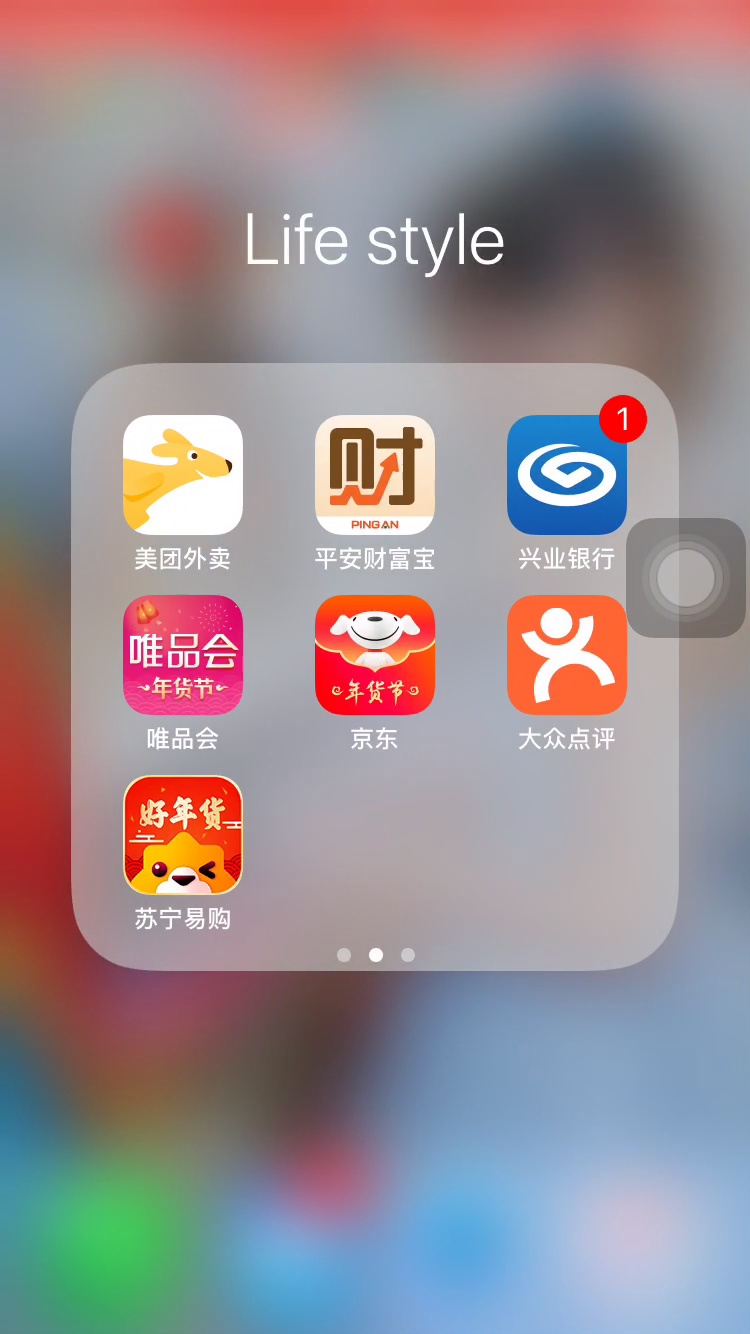 Life style
财
PINGAN
1
美团外卖
平安财富宝
兴业银行
唯品会
年货节
年货节
唯品会
京东
大众点评
好年货
苏宁易购